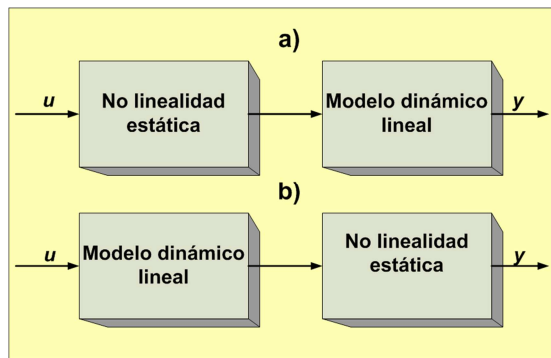 a)
u
No linealidad
estática
Modelo dinámico
lineal
y
b)
u
Modelo dinámico
lineal
No linealidad
estática
y